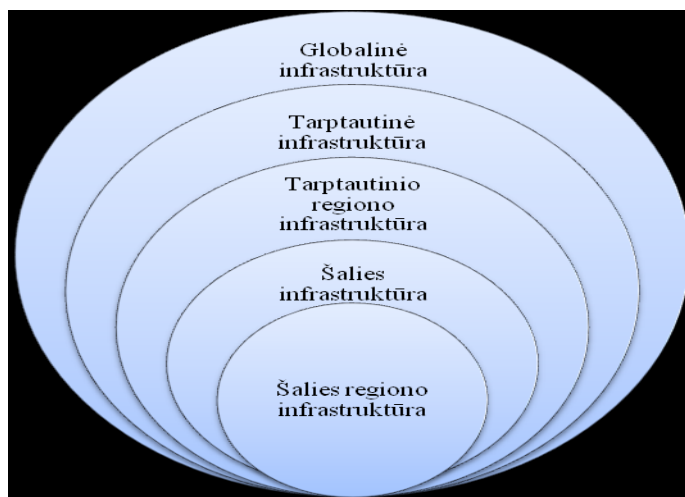 Globalinė
infrastruktūra
Tarptautinė
infrastruktūra
Tarptautinio
regiono
infrastruktūra
Šalies
infrastruktūra
Šalies regiono
infrastruktūra